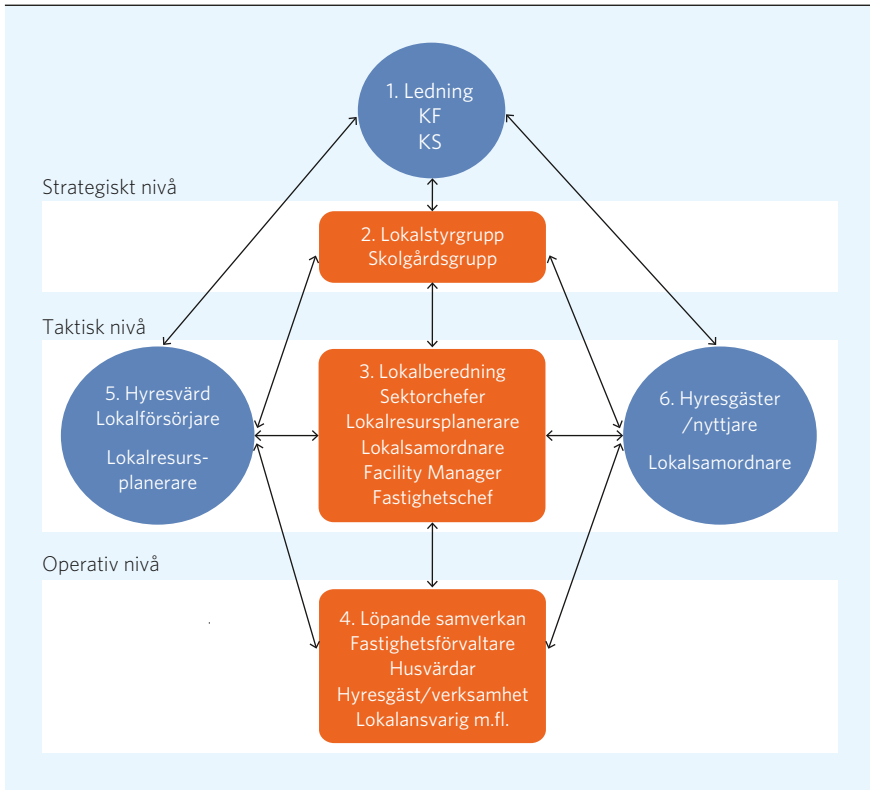 1. Ledning
KF
KS
Strategiskt nivå
2. Lokalstyrgrupp
Skolgårdsgrupp
Taktisk nivå
5. Hyresvärd
Lokalförsörjare
Lokalresurs-
planerare
3. Lokalberedning
Sektorchefer
Lokalresursplanerare
Lokalsamordnare
Facility Manager
Fastighetschef
6. Hyresgäster
/nyttjare
Lokalsamordnare
Operativ nivå
4. Löpande samverkan
Fastighetsförvaltare
Husvärdar
Hyresgäst/verksamhet
Lokalansvarig m.fl.